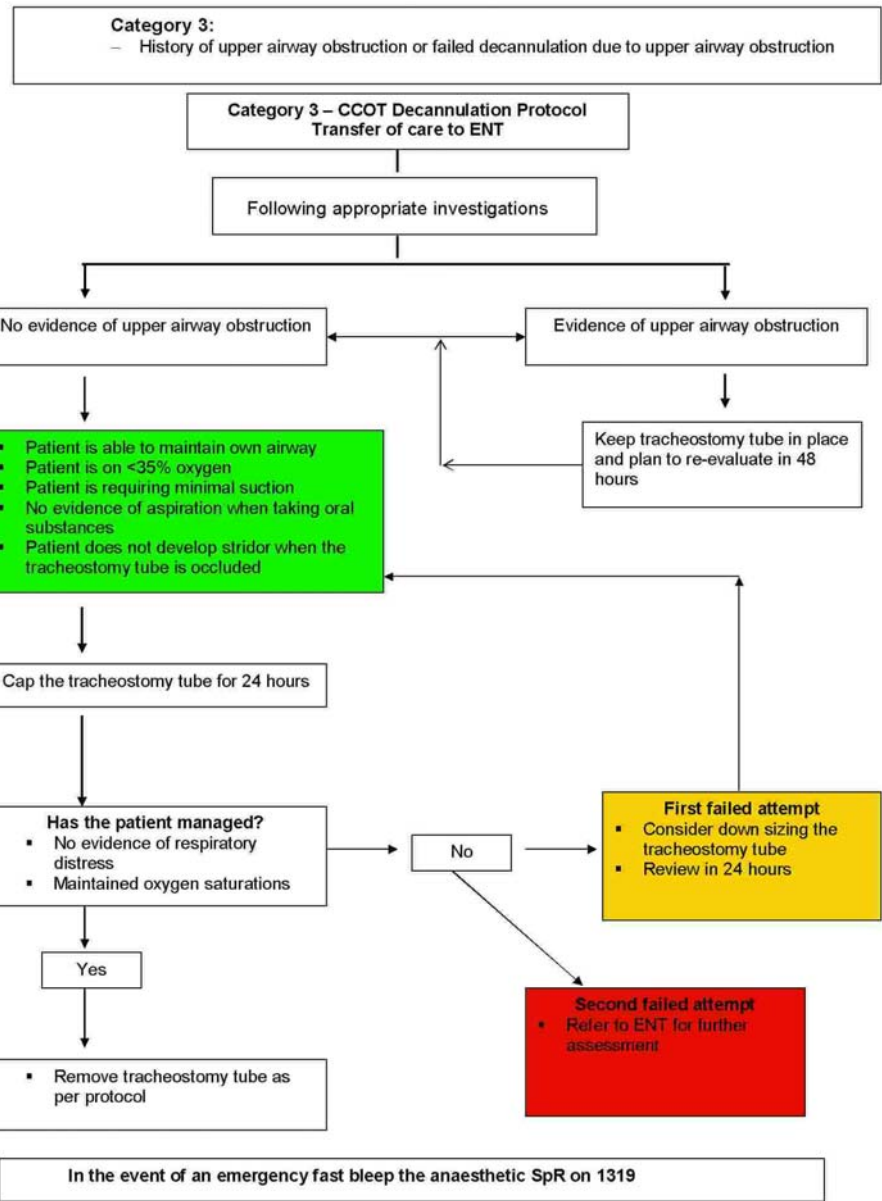 Category 3:
– History of upper airway obstruction or failed decannulation due to upper airway obstruction
Category 3 – CCOT Decannulation Protocol
Transfer of care to ENT
Following appropriate investigations
No evidence of upper airway obstruction
Evidence of upper airway obstruction
▪ Patient is able to maintain own airway
▪ Patient is on <35% oxygen
▪ Patient is requiring minimal suction
▪ No evidence of aspiration when taking oral
substances
▪ Patient does not develop stridor when the
tracheostomy tube is occluded
Keep tracheostomy tube in place
and plan to re-evaluate in 48
hours
Cap the tracheostomy tube for 24 hours
Has the patient managed?
▪ No evidence of respiratory
distress
▪ Maintained oxygen saturations
No
First failed attempt
▪ Consider down sizing the
tracheostomy tube
▪ Review in 24 hours
Yes
Second failed attempt
▪ Refer to ENT for further
assessment
▪ Remove tracheostomy tube as
per protocol
In the event of an emergency fast bleep the anaesthetic SpR on 1319